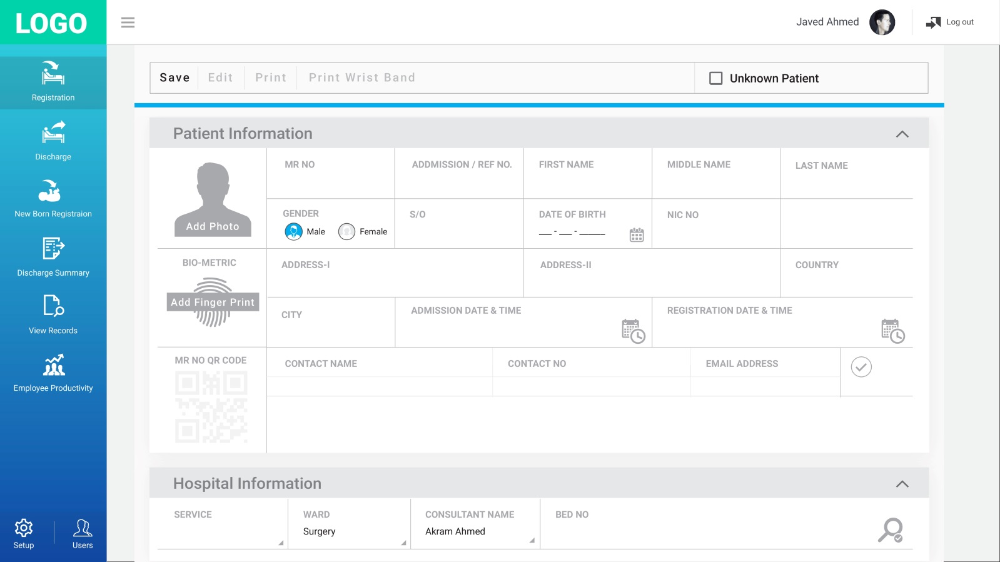 LOGO
Javed Ahmed
Log out
Registration
Discharge
New Born Registraion
Discharge Summary
View Records
Employee Productivity
Setup
Users
Save Edit Print Print Wrist Band
Unknown Patient
Patient Information
Add Photo
MR NO
ADDMISSION / REF NO.
FIRST NAME
MIDDLE NAME
LAST NAME
GENDER
Male Female
S/O
DATE OF BIRTH
__ - __ - ____
NIC NO
BIO-METRIC
Add Finger Print
ADDRESS-I
ADDRESS-II
COUNTRY
CITY
ADMISSION DATE & TIME
REGISTRATION DATE & TIME
MR NO QR CODE
CONTACT NAME
CONTACT NO
EMAIL ADDRESS
Hospital Information
SERVICE
WARD
Surgery
CONSULTANT NAME
Akram Ahmed
BED NO